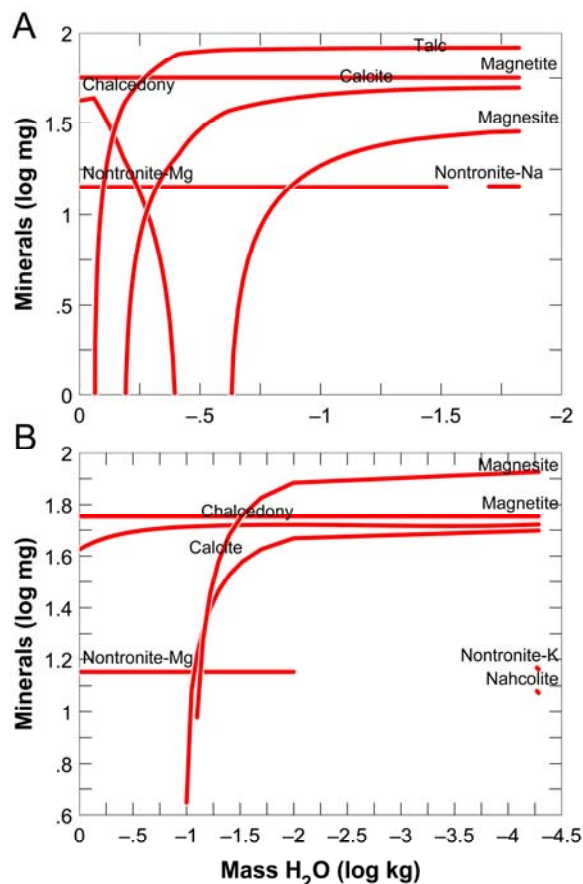 A
2
Talc
Magnetite
Chalcedony
Calcite
1.5
Magnesite
Nontronite-Mg
Nontronite-Na
1
Minerals (log mg)
.5
0
0
–.5
–1
–1.5
–2
B
2
Magnesite
1.8
Chalcedony
Magnetite
Calcite
1.6
1.4
Nontronite-Mg
Nontronite-K
1.2
Nahcolite
Minerals (log mg)
1
.8
.6
0
–.5
–1
–1.5
–2
–2.5
–3
–3.5
–4
–4.5
Mass H₂O (log kg)